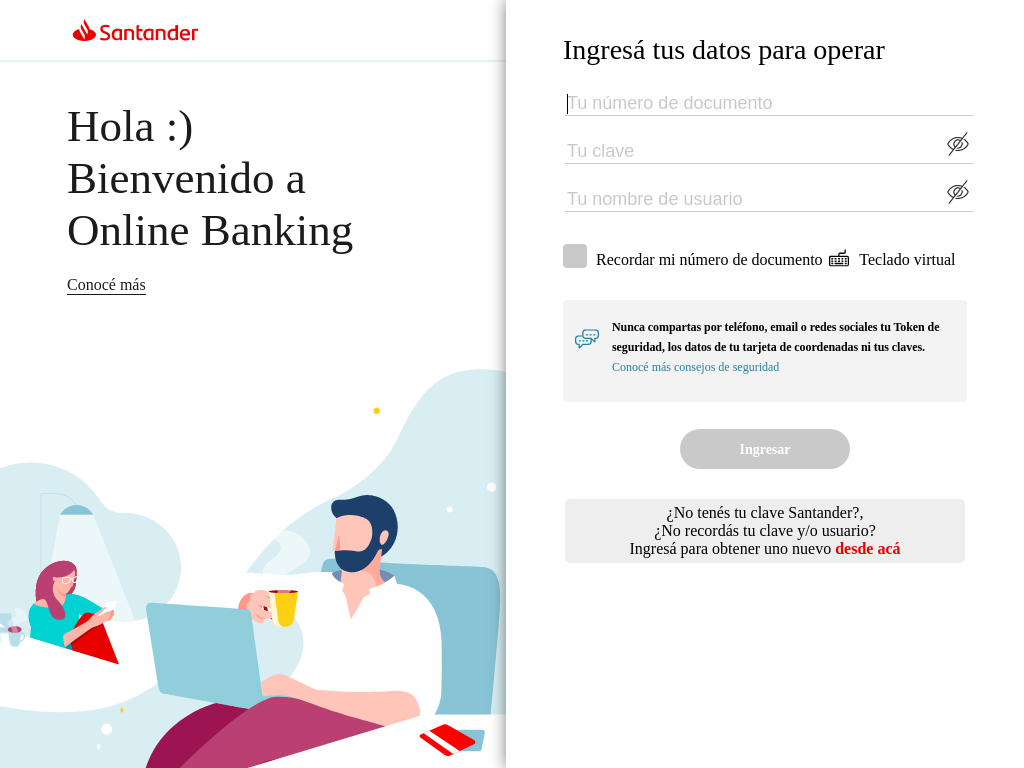 Santander
Hola :)
Bienvenido a
Online Banking
Conocé más
Ingresá tus datos para operar
Tu número de documento
Tu clave
Tu nombre de usuario
Recordar mi número de documento Teclado virtual
Nunca compartas por teléfono, email o redes sociales tu Token de
seguridad, los datos de tu tarjeta de coordenadas ni tus claves.
Conocé más consejos de seguridad
Ingresar
¿No tenés tu clave Santander?,
¿No recordás tu clave y/o usuario?
Ingresá para obtener uno nuevo desde acá